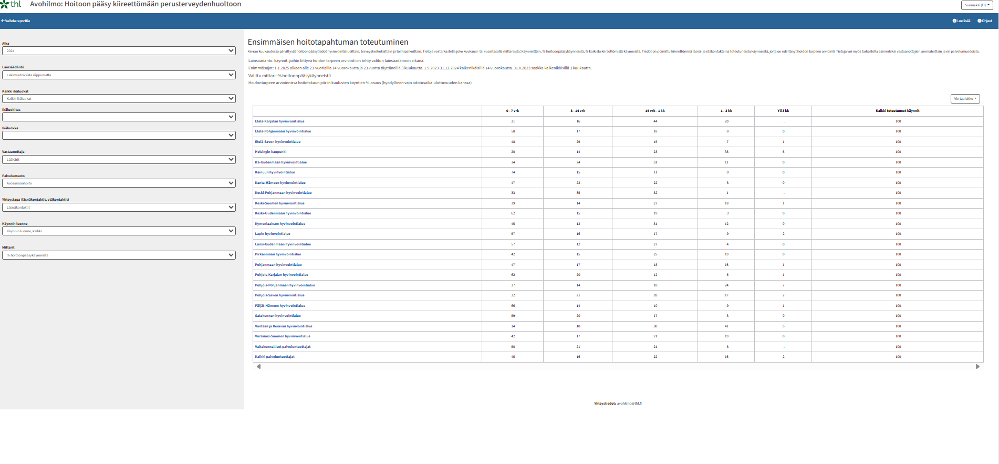 thl
Avohilmo: Hoitoon pääsy kiireettömään perusterveydenhuoltoon
Suomeksi (FI)
Vaihda raporttia
Lue lisää
Ohjeet
Aika
2024
Lainsäädäntö
Lakimuutoksista riippumatta
Kaikki ikäluokat
Kaikki ikäluokat
Ikäluokitus
Ikäluokka
Vastaanottaja
Lääkärit
Palvelumuoto
Avosairaanhoito
Yhteystapa (läsnäkontaktit, etäkontaktit)
Läsnäkontaktit
Käynnin luonne
Käynnin luonne, kaikki
Mittarit
% hoitoonpääsykäynneistä
Ensimmäisen hoitotapahtuman toteutuminen
Kerran kuukaudessa päivittyvät hoitoonpääsytiedot hyvinvointialueittain, terveyskeskuksittain ja toimipaikoittain. Tietoja voi tarkastella joko kuukausi- tai vuositasolla mittareista: käynneittäin, % hoitoonpääsykäynneistä, % kaikista kiireettömistä käynneistä. Tiedot on poimittu kiireettöminä läsnä- ja etäkontakteina toteutuneista käynneistä, joita on edeltänyt hoidon tarpeen arviointi Tietoja voi myös tarkastella esimerkiksi vastaanottajien ammateittain ja eri palvelumuodoista.
Lainsäädäntö: käynnit, joihin liittyvä hoidon tarpeen arviointi on tehty valitun lainsäädännön aikana.
Enimmäisajat: 1.1.2025 alkaen alle 23-vuotiailla 14 vuorokautta ja 23 vuotta täyttäneillä 3 kuukautta. 1.9.2023-31.12.2024 kaikenikäisillä 14 vuorokautta. 31.8.2023 saakka kaikenikäisillä 3 kuukautta.
Valittu mittari: % hoitoonpääsykäynneistä
Hoidontarpeen arvioinnissa hoitotakuun piiriin kuuluvien käyntien % osuus (hyödyllinen vain odotusaika ulottuvuuden kanssa)
Vie taulukko
0 - 7 vrk 8 - 14 vrk 15 vrk - 1 kk 1 - 3 kk Yli 3 kk Kaikki toteutuneet käynnit
Etelä-Karjalan hyvinvointialue 21 16 44 20 .. 100
Etelä-Pohjanmaan hyvinvointialue 58 17 18 8 0 100
Etelä-Savon hyvinvointialue 48 29 15 7 1 100
Helsingin kaupunki 20 14 23 38 6 100
Itä-Uudenmaan hyvinvointialue 34 24 31 11 0 100
Kainuun hyvinvointialue 74 15 11 0 0 100
Kanta-Hämeen hyvinvointialue 47 22 22 8 0 100
Keski-Pohjanmaan hyvinvointialue 33 35 32 1 .. 100
Keski-Suomen hyvinvointialue 39 14 27 18 1 100
Keski-Uudenmaan hyvinvointialue 62 15 19 3 0 100
Kymenlaakson hyvinvointialue 45 12 31 12 0 100
Lapin hyvinvointialue 57 16 17 9 2 100
Länsi-Uudenmaan hyvinvointialue 57 12 27 4 0 100
Pirkanmaan hyvinvointialue 42 15 25 19 0 100
Pohjanmaan hyvinvointialue 47 17 18 16 1 100
Pohjois-Karjalan hyvinvointialue 62 20 12 5 1 100
Pohjois-Pohjanmaan hyvinvointialue 37 14 18 24 7 100
Pohjois-Savon hyvinvointialue 32 21 28 17 2 100
Päijät-Hämeen hyvinvointialue 66 14 10 9 1 100
Satakunnan hyvinvointialue 59 20 17 3 0 100
Vantaan ja Keravan hyvinvointialue 14 10 30 41 5 100
Varsinais-Suomen hyvinvointialue 42 17 21 19 0 100
Valtakunnalliset palveluntuottajat 50 21 21 8 .. 100
Kaikki palveluntuottajat 45 16 22 16 2 100
Yhteystiedot: avohilmo@thl.fi